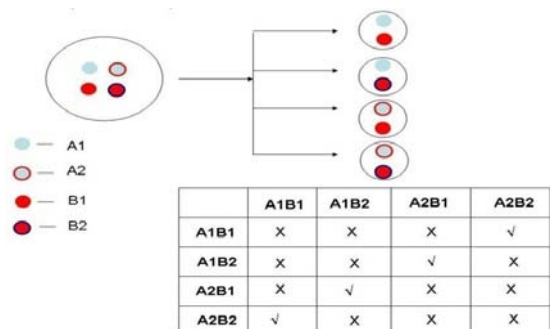 A1
A2
B1
B2
A1B1 A1B2 A2B1 A2B2
A1B1 X X X √
A1B2 X X √ X
A2B1 X √ X X
A2B2 √ X X X